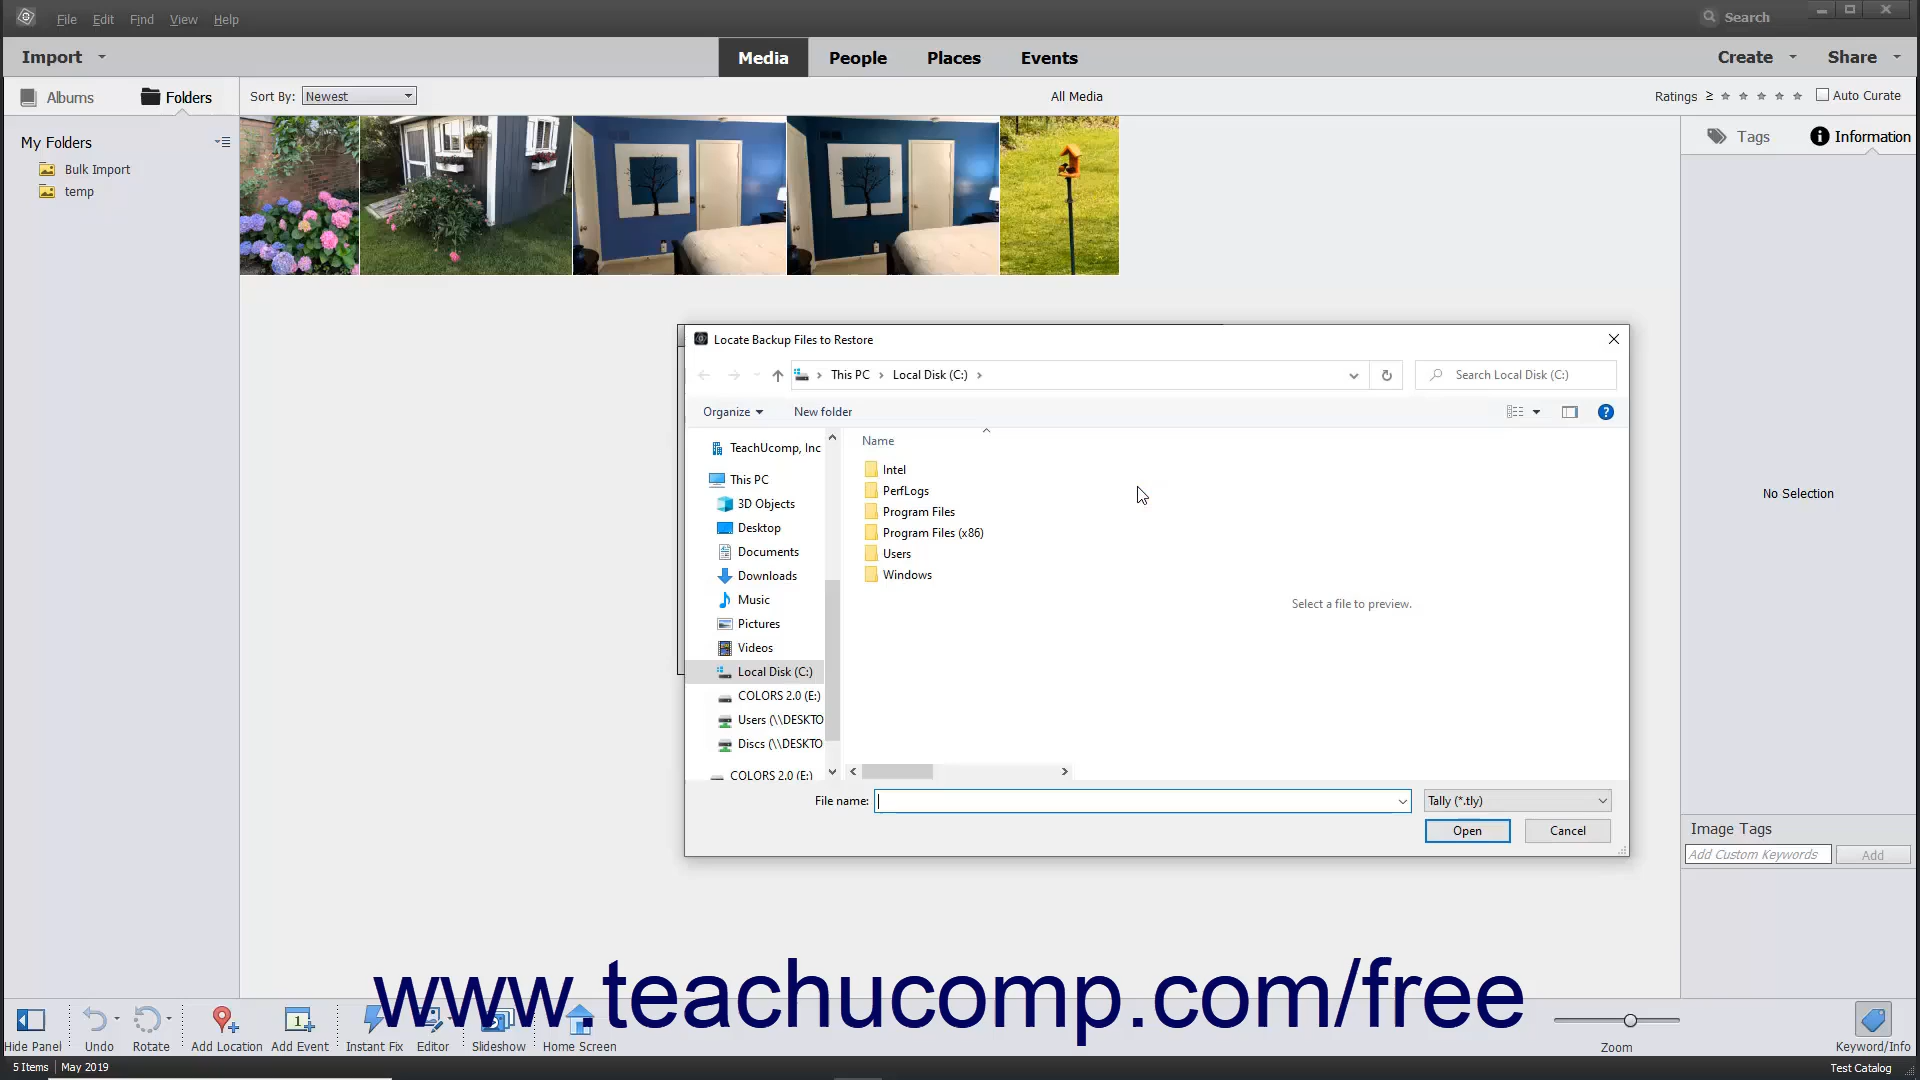 File Edit Find View Help
Search
Import
Media People Places Events
Create Share
Albums Folders
Sort By: Newest
All Media
Ratings ≥ Auto Curate
My Folders
Bulk Import
temp
Tags Information
No Selection
Locate Backup Files to Restore
This PC Local Disk (C:)
Search Local Disk (C:)
Organize New folder
TeachUcomp, Inc
This PC
3D Objects
Desktop
Documents
Downloads
Music
Pictures
Videos
Local Disk (C:)
COLORS 2.0 (E:)
Users (\\DESKTO
Discs (\\DESKTO
COLORS 2.0 (E:)
Name
Intel
PerfLogs
Program Files
Program Files (x86)
Users
Windows
Select a file to preview.
File name:
Tally (*.tly)
Open Cancel
Image Tags
Add Custom Keywords Add
www.teachucomp.com/free
Hide Panel Undo Rotate Add Location Add Event Instant Fix Editor Slideshow Home Screen
Zoom
Keyword/Info
5 Items May 2019
Test Catalog